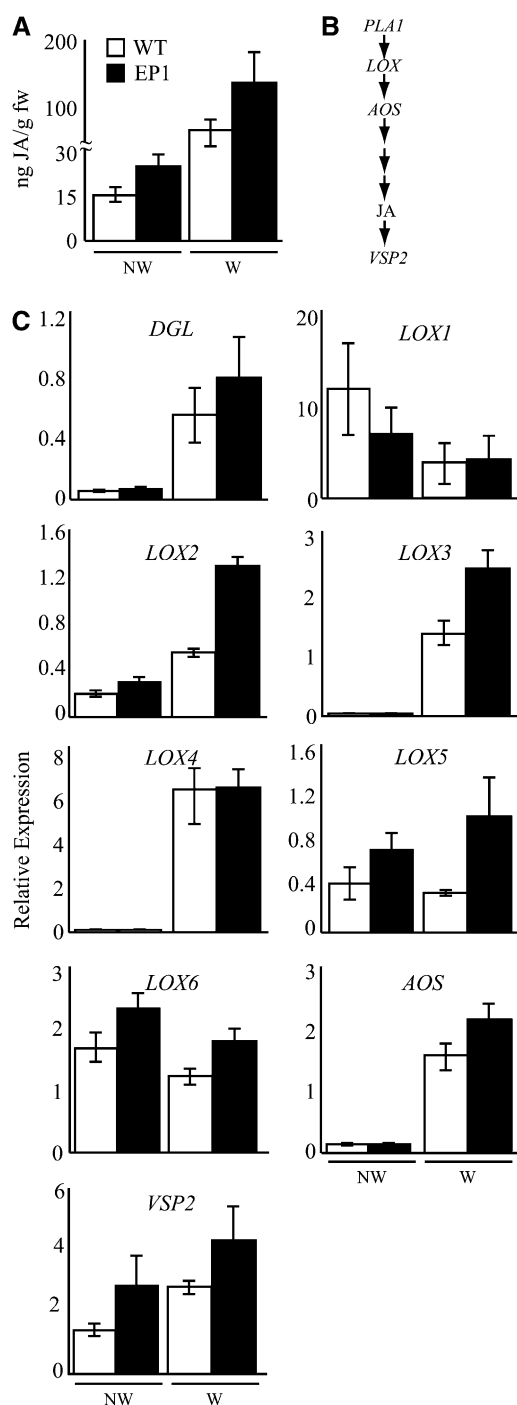 A
200
100
30
15
0
ng JA/g fw
WT
EP1
NW W
B
PLA1
LOX
AOS
JA
VSP2
C
Relative Expression
DGL
1.2
0.8
0.4
0
LOX1
20
10
0
LOX2
1.6
1.2
0.8
0.4
0
LOX3
3
2
1
0
LOX4
8
6
4
2
0
LOX5
1.6
1.2
0.8
0.4
0
LOX6
3
2
1
0
AOS
3
2
1
0
NW W
VSP2
6
4
2
0
NW W